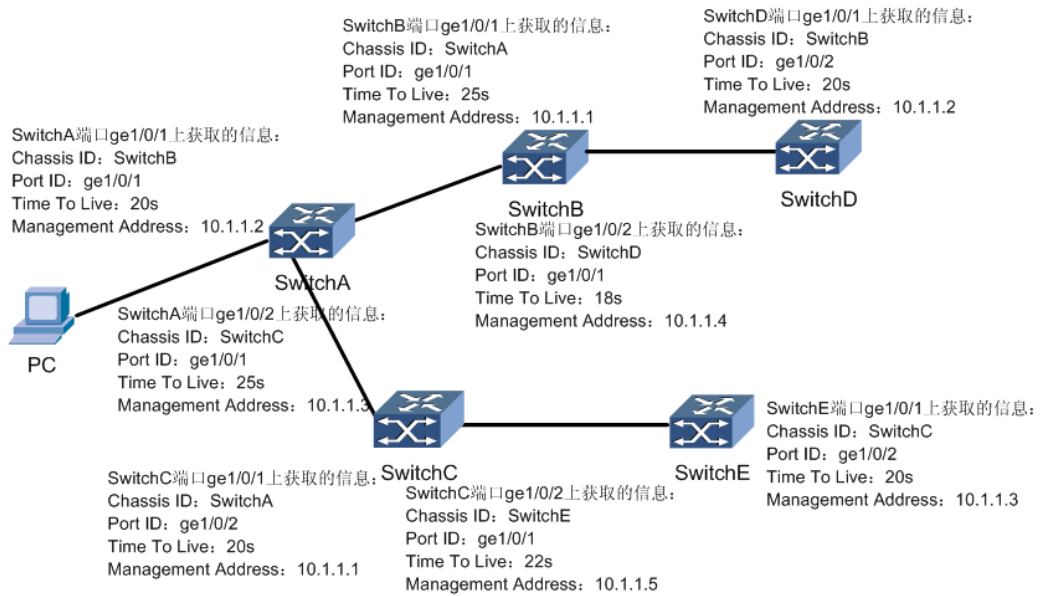 SwitchB端口ge1/0/1上获取的信息：
Chassis ID：SwitchA
Port ID：ge1/0/1
Time To Live：25s
Management Address：10.1.1.1
SwitchD端口ge1/0/1上获取的信息：
Chassis ID：SwitchB
Port ID：ge1/0/2
Time To Live：20s
Management Address：10.1.1.2
SwitchA端口ge1/0/1上获取的信息：
Chassis ID：SwitchB
Port ID：ge1/0/1
Time To Live：20s
Management Address：10.1.1.2
SwitchB
SwitchD
SwitchB端口ge1/0/2上获取的信息：
Chassis ID：SwitchD
Port ID：ge1/0/1
Time To Live：18s
Management Address：10.1.1.4
SwitchA
PC
SwitchA端口ge1/0/2上获取的信息：
Chassis ID：SwitchC
Port ID：ge1/0/1
Time To Live：25s
Management Address：10.1.1.3
SwitchC
SwitchE
SwitchE端口ge1/0/1上获取的信息：
Chassis ID：SwitchC
Port ID：ge1/0/2
Time To Live：20s
Management Address：10.1.1.3
SwitchC端口ge1/0/1上获取的信息：
Chassis ID：SwitchA
Port ID：ge1/0/2
Time To Live：20s
Management Address：10.1.1.1
SwitchC端口ge1/0/2上获取的信息：
Chassis ID：SwitchE
Port ID：ge1/0/1
Time To Live：22s
Management Address：10.1.1.5